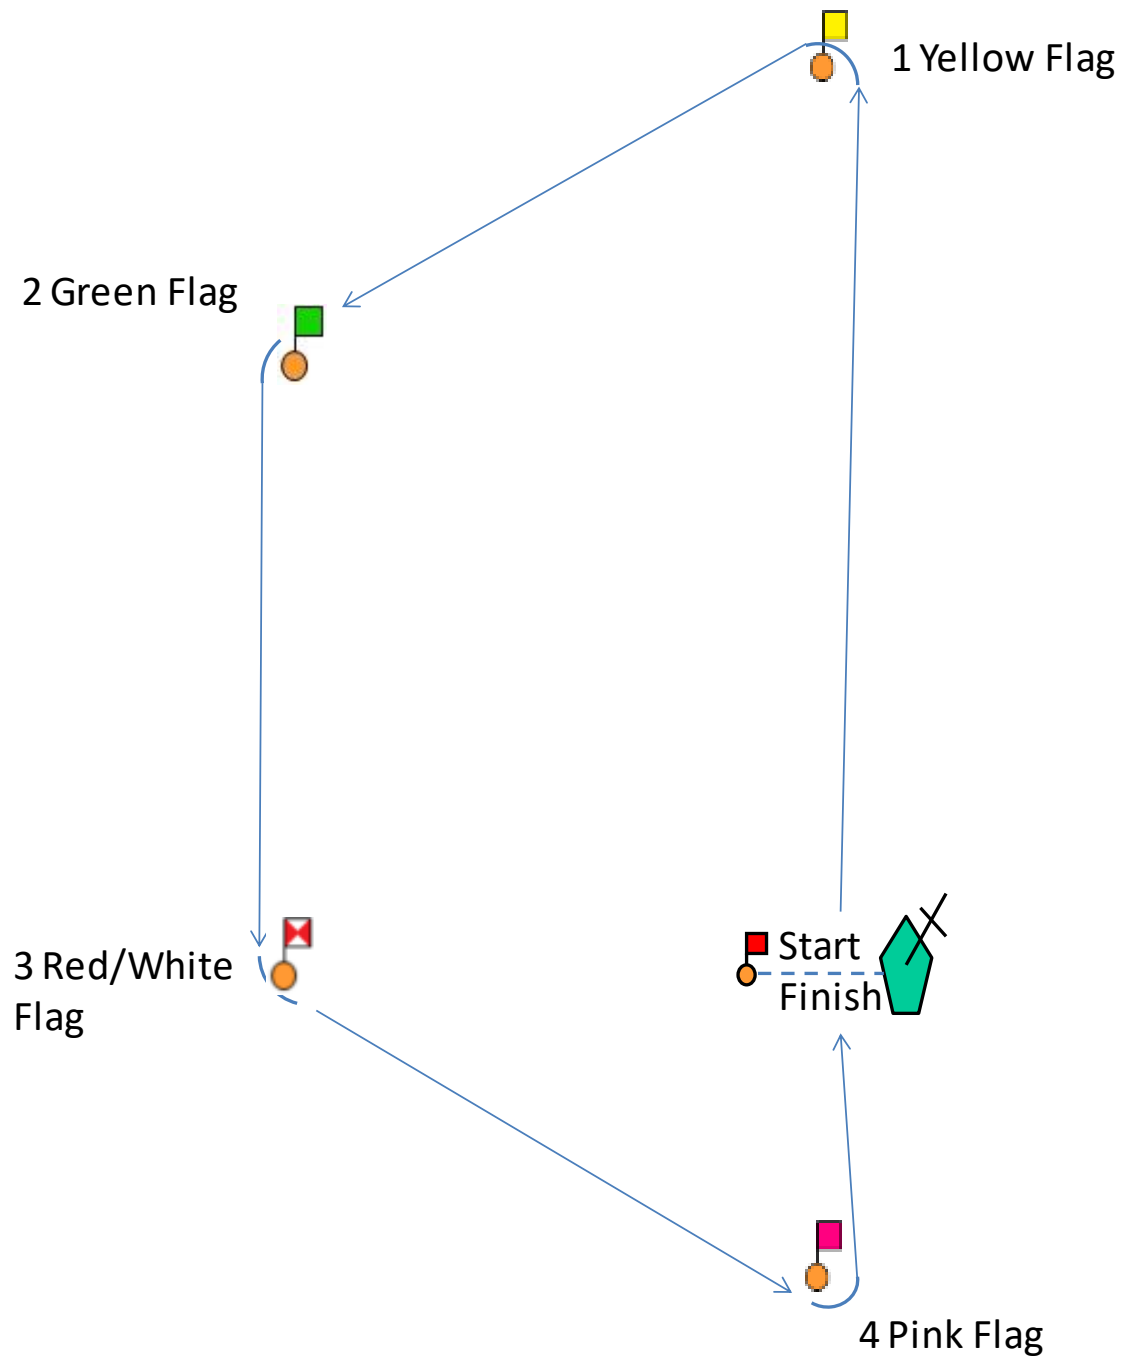 1 Yellow Flag
2 Green Flag
3 Red/White
Flag
Start
Finish
4 Pink Flag